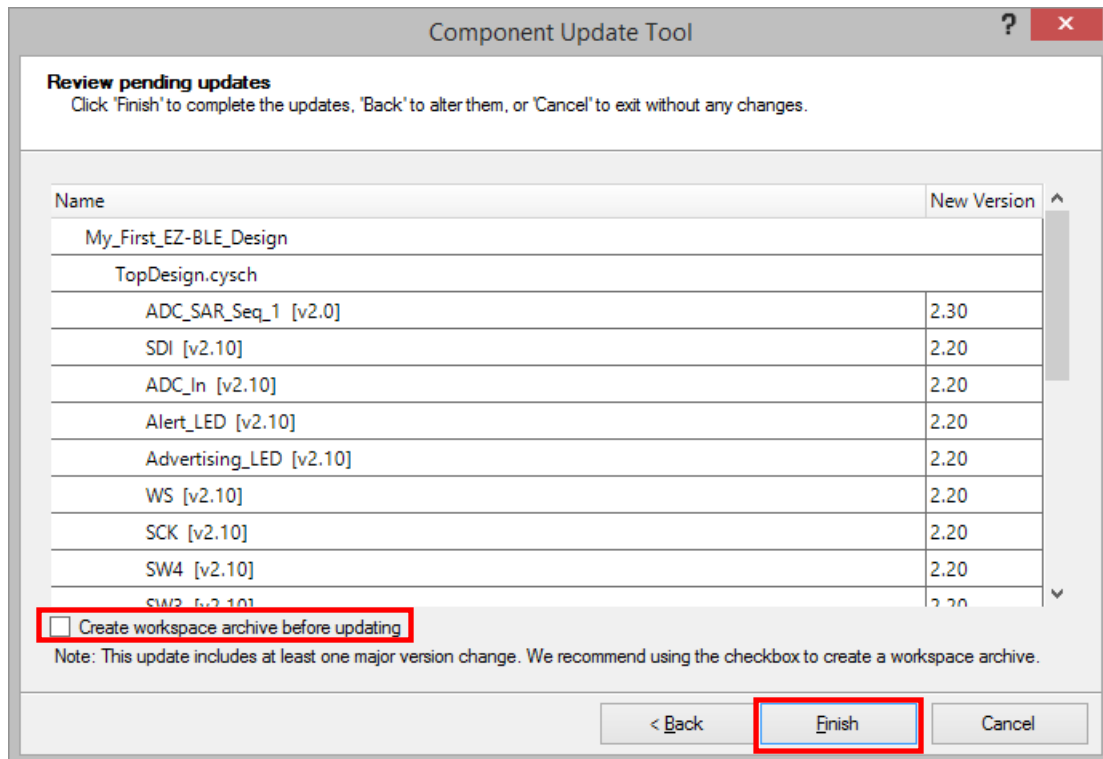 Component Update Tool
?
×
Review pending updates
Click 'Finish' to complete the updates, 'Back' to alter them, or 'Cancel' to exit without any changes.
Name New Version
My_First_EZ-BLE_Design
TopDesign.cysch
ADC_SAR_Seq_1 [v2.0] 2.30
SDI [v2.10] 2.20
ADC_In [v2.10] 2.20
Alert_LED [v2.10] 2.20
Advertising_LED [v2.10] 2.20
WS [v2.10] 2.20
SCK [v2.10] 2.20
SW4 [v2.10] 2.20
SW3 [v2.10] 2.20
Create workspace archive before updating
Note: This update includes at least one major version change. We recommend using the checkbox to create a workspace archive.
< Back Finish Cancel